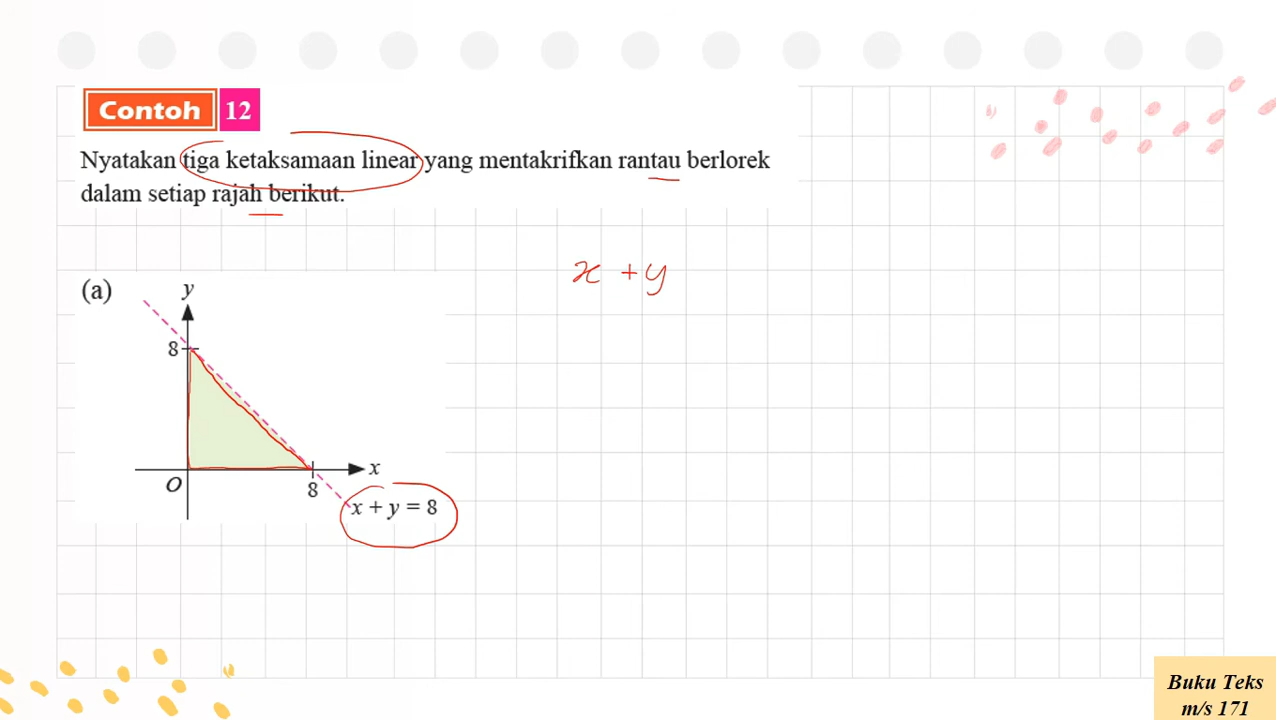 Contoh 12
Nyatakan tiga ketaksamaan linear yang mentakrifkan rantau berlorek
dalam setiap rajah berikut.
x + y
(a)
y
8
x
O
8
x + y = 8
Buku Teks
m/s 171